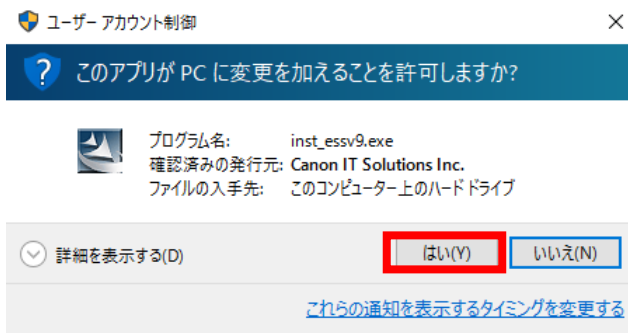 ユーザー アカウント制御
このアプリが PC に変更を加えることを許可しますか?
プログラム名: inst_essv9.exe
確認済みの発行元: Canon IT Solutions Inc.
ファイルの入手先: このコンピューター上のハード ドライブ
詳細を表示する(D) はい(Y) いいえ(N)
これらの通知を表示するタイミングを変更する